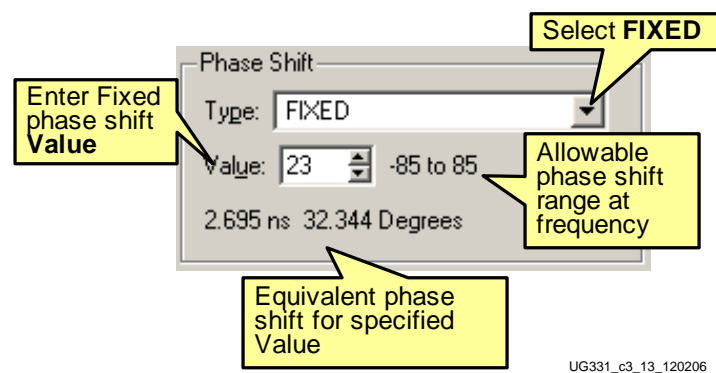 Select FIXED
Phase Shift
Enter Fixed
phase shift
Value
Type: FIXED
Value: 23 -85 to 85
Allowable
phase shift
range at
frequency
2.695 ns 32.344 Degrees
Equivalent phase
shift for specified
Value
UG331_c3_13_120206